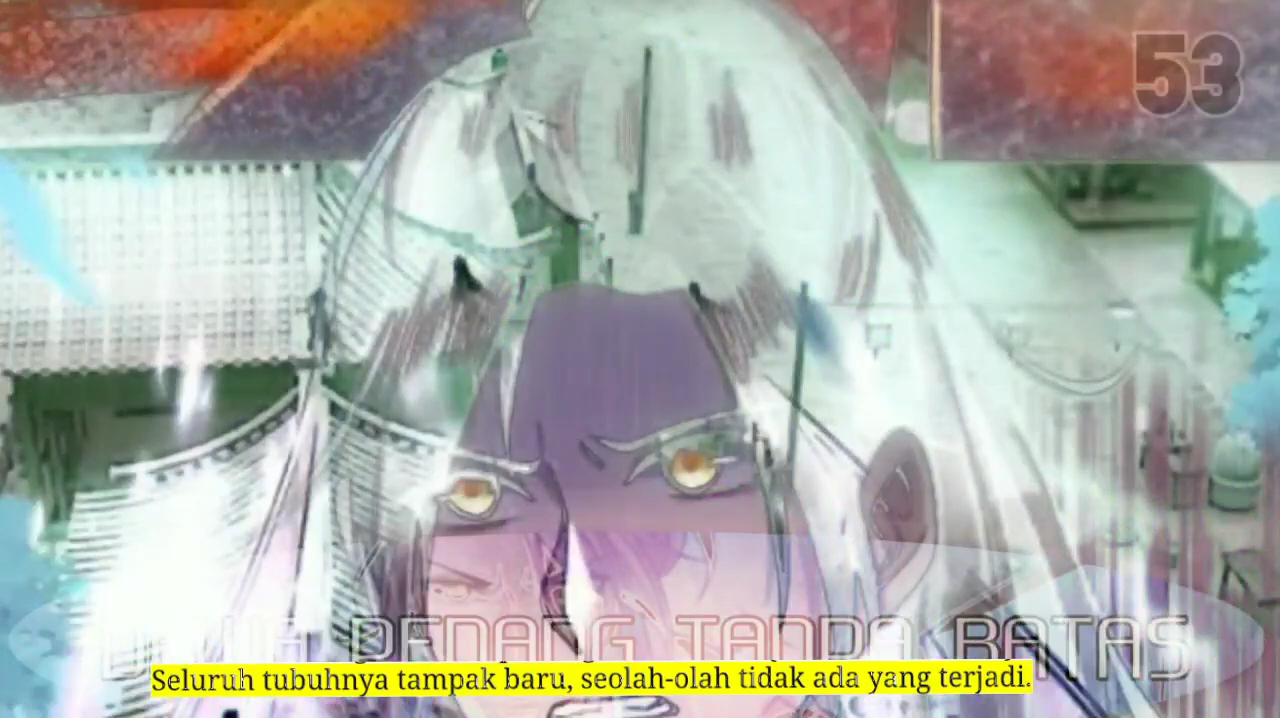 53
PEDANG TANPA BATAS
Seluruh tubuhnya tampak baru, seolah-olah tidak ada yang terjadi.